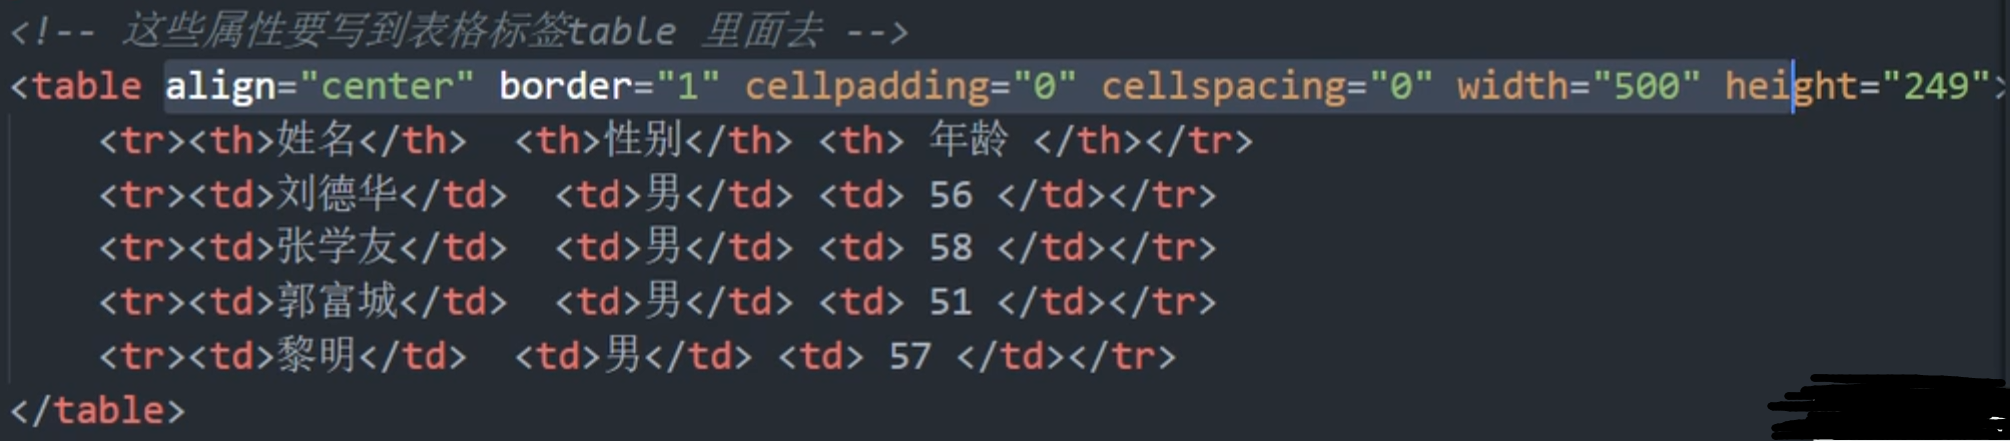 <!-- 这些属性要写到表格标签table 里面去 -->
<table align="center" border="1" cellpadding="0" cellspacing="0" width="500" height="249">
<tr><th>姓名</th> <th>性别</th> <th> 年龄 </th></tr>
<tr><td>刘德华</td> <td>男</td> <td> 56 </td></tr>
<tr><td>张学友</td> <td>男</td> <td> 58 </td></tr>
<tr><td>郭富城</td> <td>男</td> <td> 51 </td></tr>
<tr><td>黎明</td> <td>男</td> <td> 57 </td></tr>
</table>